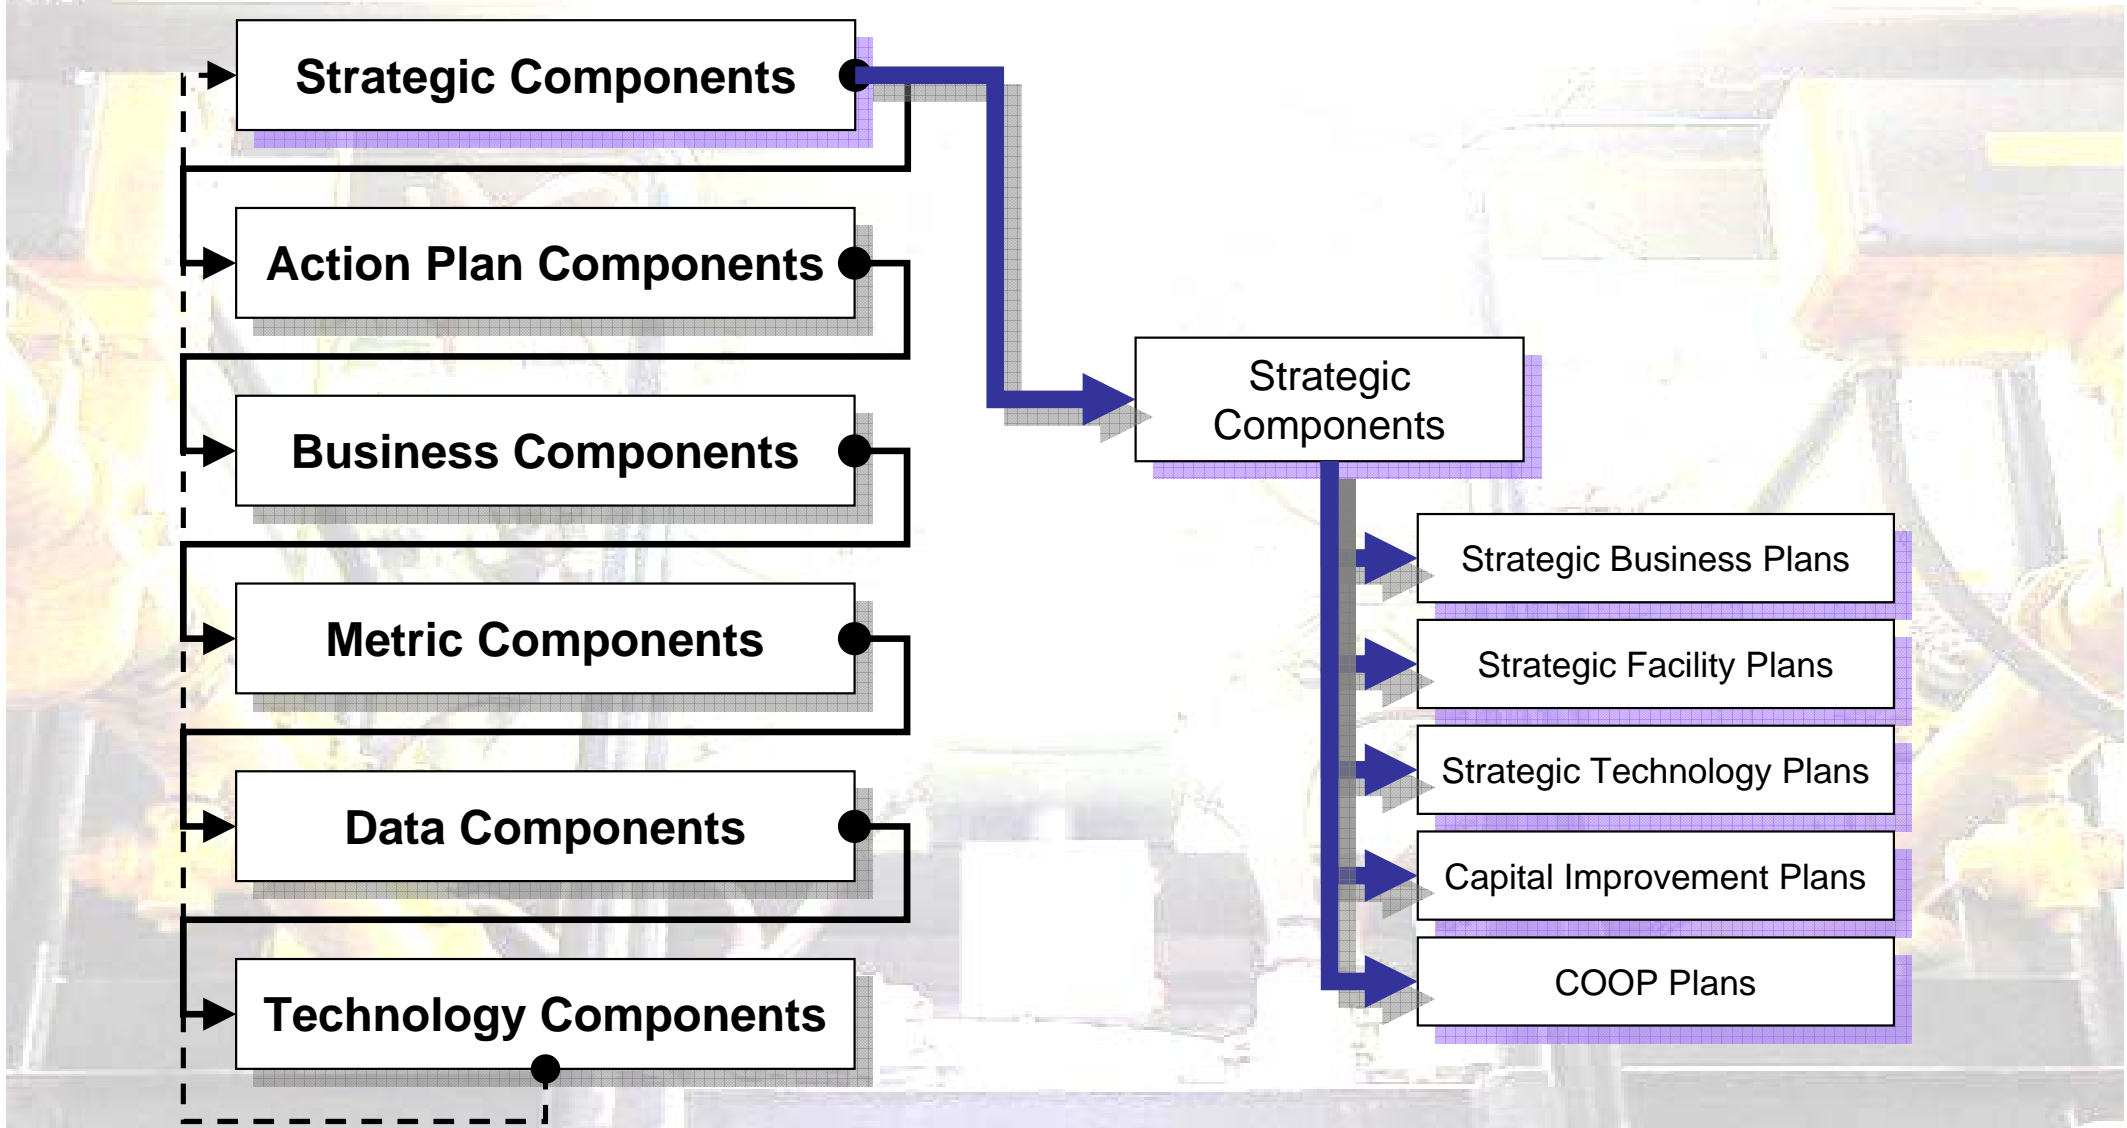 Strategic Components
Action Plan Components
Business Components
Metric Components
Data Components
Technology Components
Strategic
Components
Strategic Business Plans
Strategic Facility Plans
Strategic Technology Plans
Capital Improvement Plans
COOP Plans